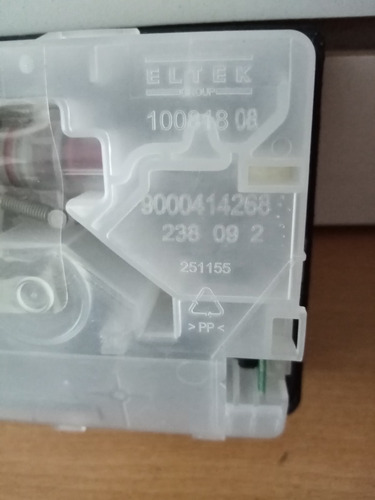 ELTEK
GROUP
100818 08
9000414268
238 09 2
251155
> PP <